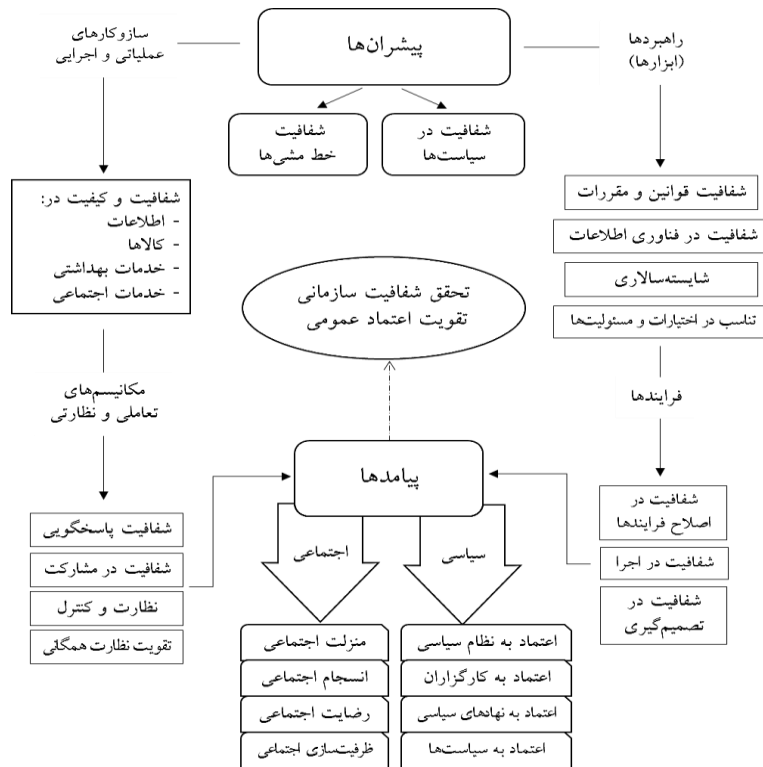 پیشران‌ها
راهبردها
(ابزارها)
سازوکارهای
عملیاتی و اجرایی
شفافیت در
سیاست‌ها
شفافیت
خط مشی‌ها
شفافیت قوانین و مقررات
شفافیت در فناوری اطلاعات
شایسته‌سالاری
تناسب در اختیارات و مسئولیت‌ها
شفافیت و کیفیت در:
- اطلاعات
- کالاها
- خدمات بهداشتی
- خدمات اجتماعی
تحقق شفافیت سازمانی
تقویت اعتماد عمومی
فرایندها
مکانیسم‌های
تعاملی و نظارتی
پیامدها
شفافیت در
اصلاح فرایندها
شفافیت در اجرا
شفافیت در
تصمیم‌گیری
شفافیت پاسخگویی
شفافیت در مشارکت
نظارت و کنترل
تقویت نظارت همگانی
سیاسی
اجتماعی
اعتماد به نظام سیاسی
اعتماد به کارگزاران
اعتماد به نهادهای سیاسی
اعتماد به سیاست‌ها
منزلت اجتماعی
انسجام اجتماعی
رضایت اجتماعی
ظرفیت‌سازی اجتماعی